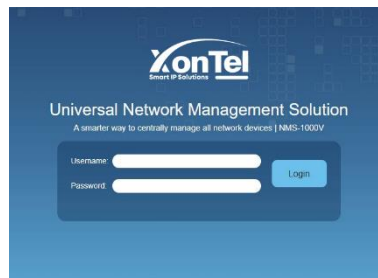 XonTel
Smart IP Solutions
Universal Network Management Solution
A smarter way to centrally manage all network devices | NMS-1000V
Username:
Password:
Login